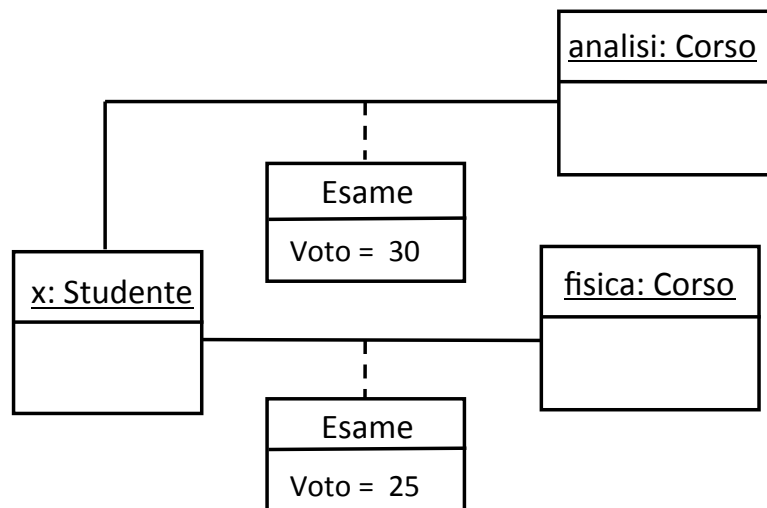 analisi: Corso
Esame
Voto = 30
x: Studente
fisica: Corso
Esame
Voto = 25